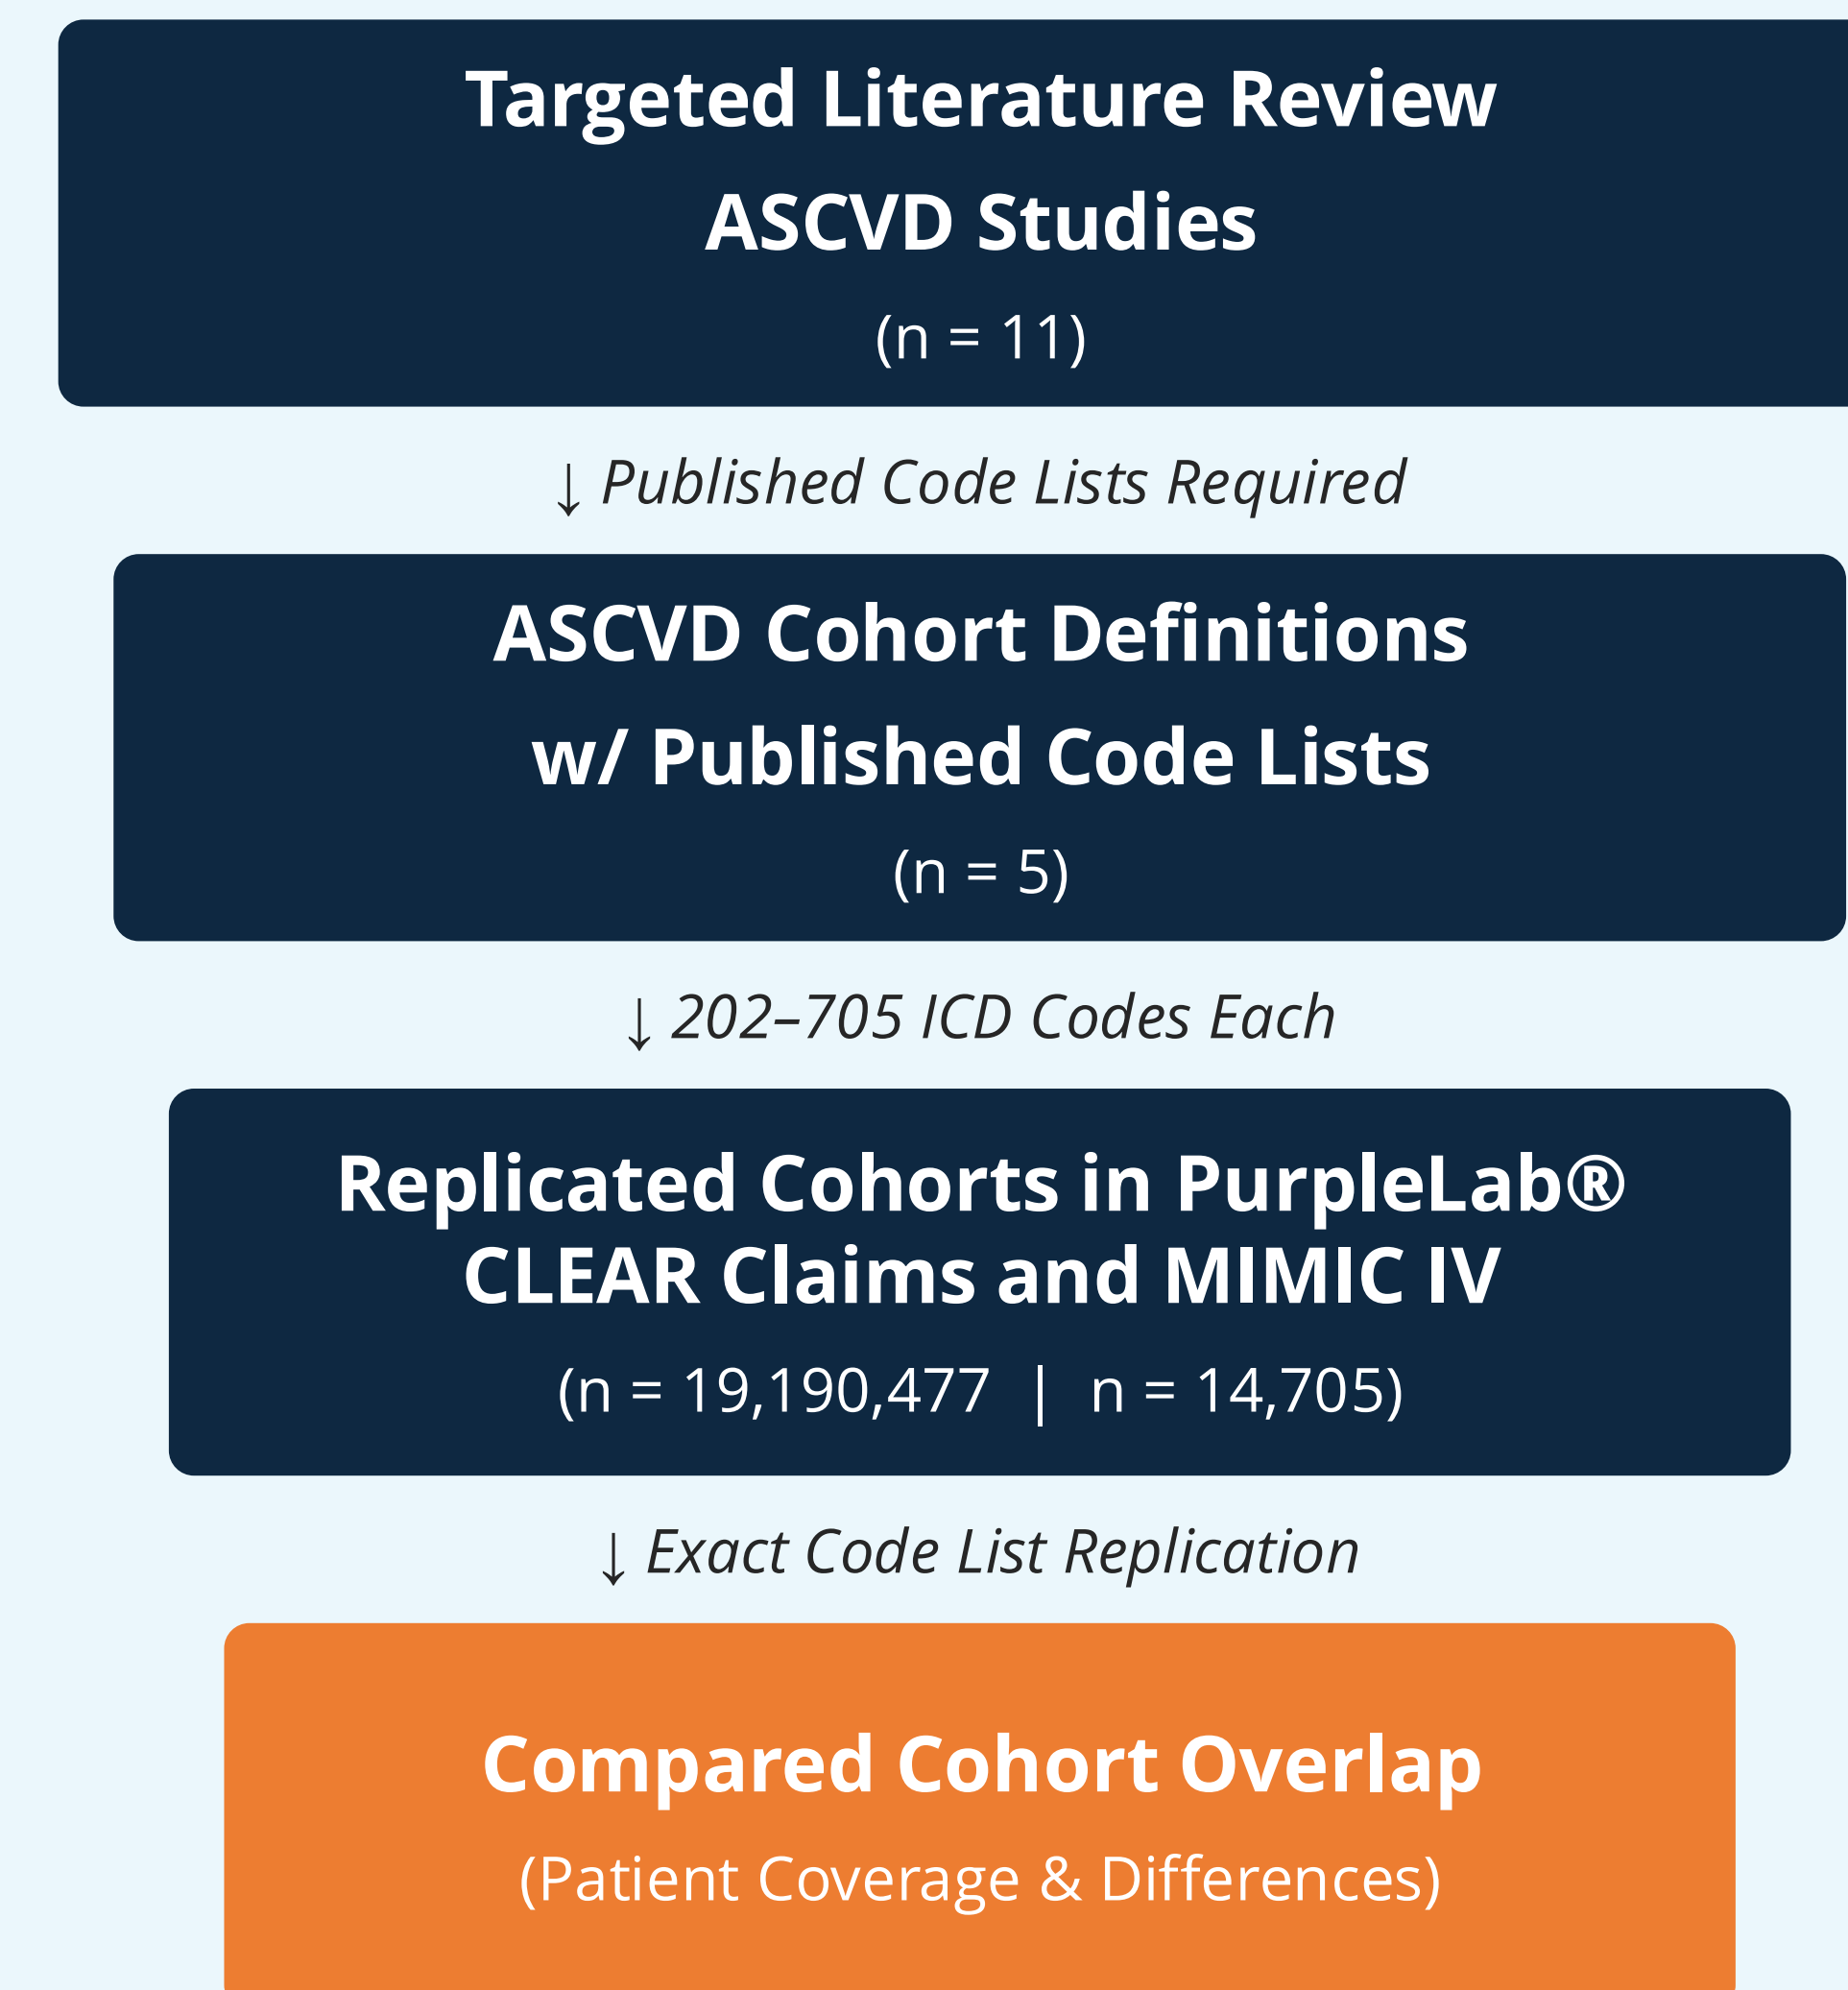 Targeted Literature Review
ASCVD Studies
(n = 11)
↓ Published Code Lists Required
ASCVD Cohort Definitions
w/ Published Code Lists
(n = 5)
↓ 202–705 ICD Codes Each
Replicated Cohorts in PurpleLab®
CLEAR Claims and MIMIC IV
(n = 19,190,477 | n = 14,705)
↓ Exact Code List Replication
Compared Cohort Overlap
(Patient Coverage & Differences)